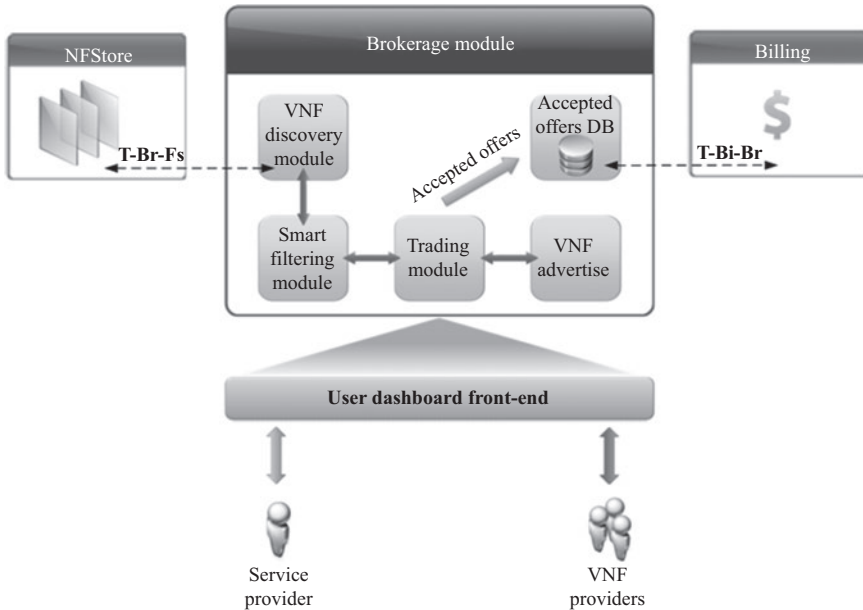 NFStore
Brokerage module
Billing
VNF
discovery
module
Accepted
offers DB
T-Br-Fs
T-Bi-Br
$
Accepted offers
Smart
filtering
module
Trading
module
VNF
advertise
User dashboard front-end
Service
provider
VNF
providers